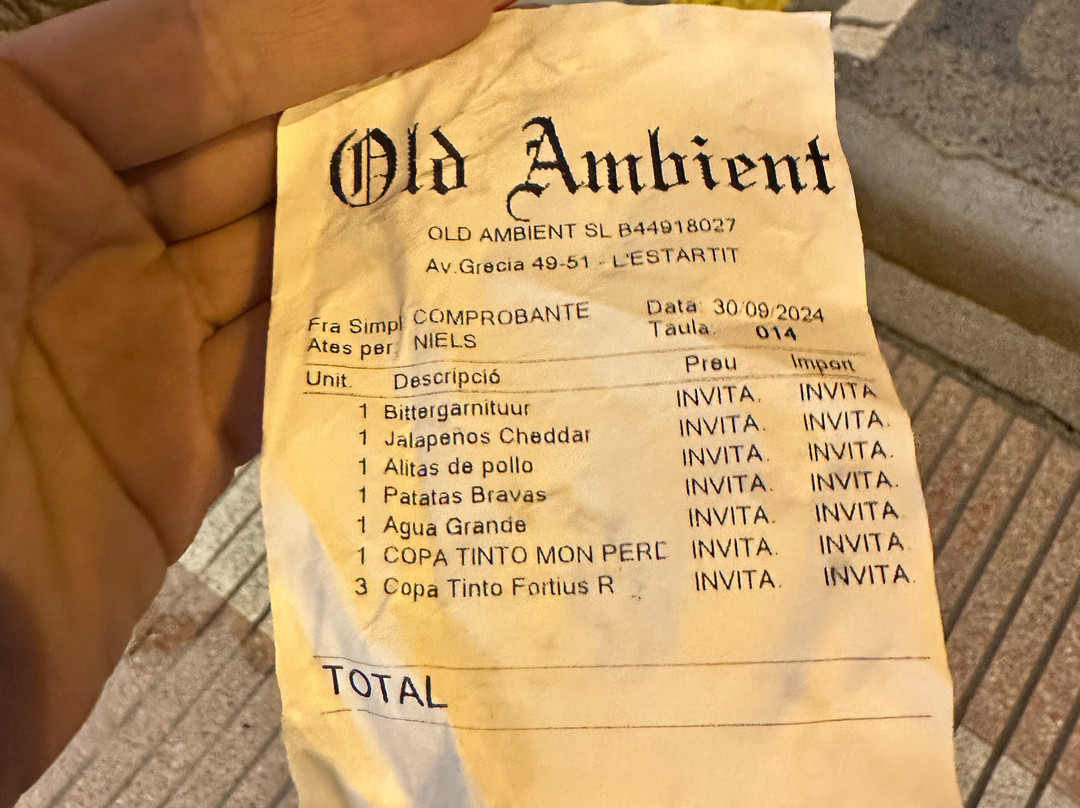 Old Ambient
OLD AMBIENT SL B44918027
Av.Grecia 49-51 - L'ESTARTIT
Fra Simpl COMPROBANTE Data: 30/09/2024
Ates per: NIELS Taula: 014
Unit. Descripció Preu Import
1 Bittergarnituur INVITA. INVITA
1 Jalapeños Cheddar INVITA. INVITA.
1 Alitas de pollo INVITA. INVITA.
1 Patatas Bravas INVITA. INVITA.
1 Agua Grande INVITA. INVITA
1 COPA TINTO MON PERD INVITA. INVITA.
3 Copa Tinto Fortius R INVITA. INVITA.
TOTAL